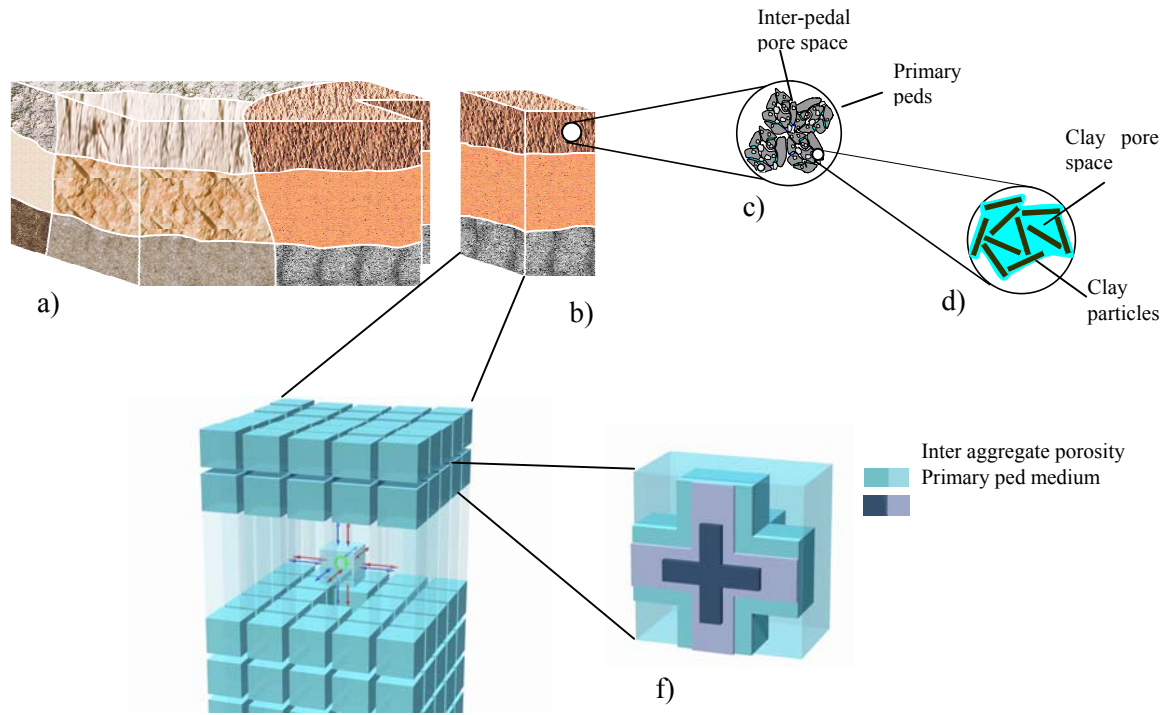 Inter-pedal
pore space
Primary
peds
Clay pore
space
c)
a)
b)
d)
Clay
particles
Inter aggregate porosity
Primary ped medium
f)